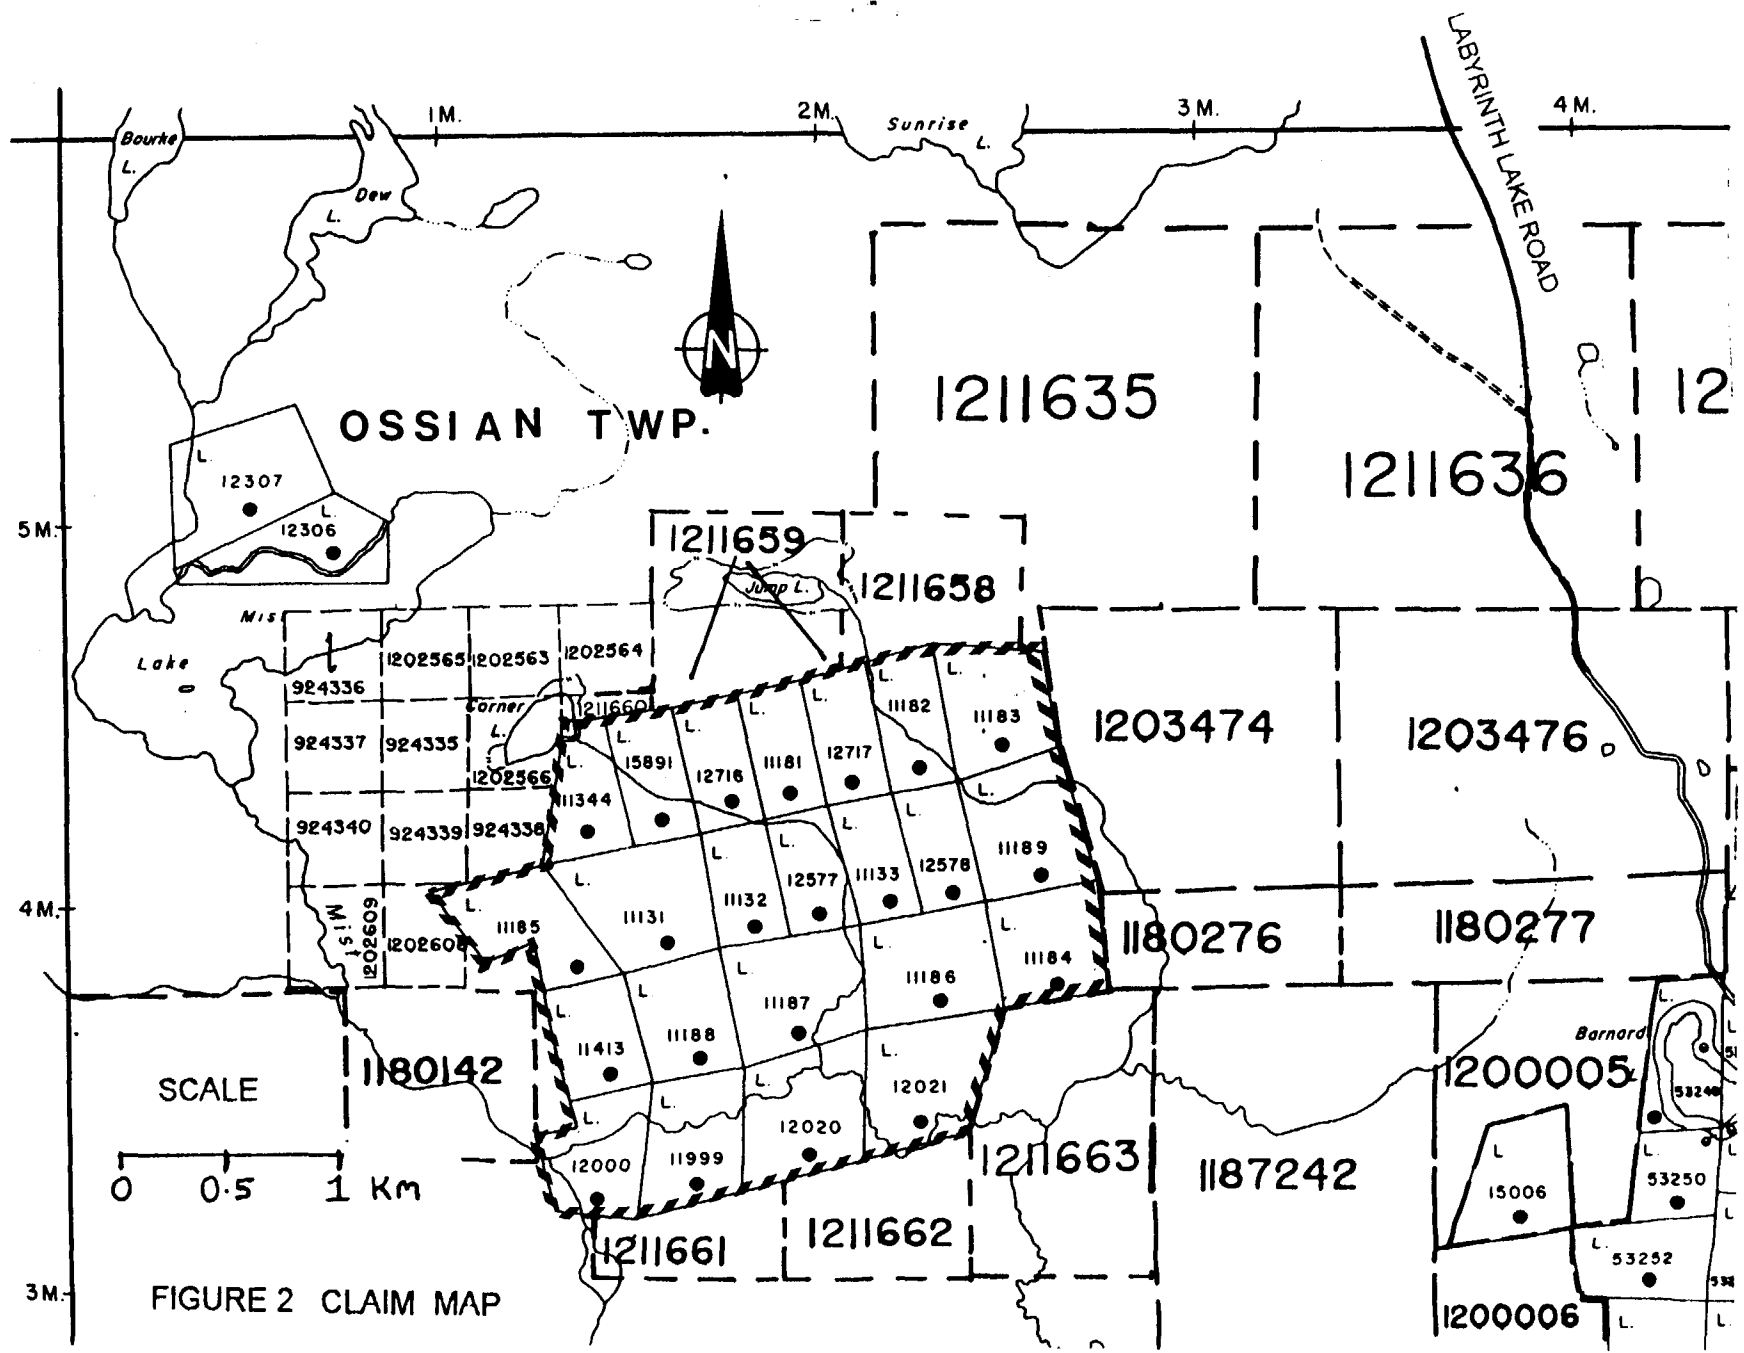 LABYRINTH LAKE ROAD
1M.
2M.
3M.
4M.
Bourke
L.
Sunrise
L.
Dew
L.
N
1211635
12
OSSIAN TWP.
1211636
L.
12307
L.
12306
5M.
1211659
1211658
Jump L.
Lake
1202565
1202563
1202564
924336
Corner
L.
1211660
L.
L.
L.
L.
L.
L.
11182
11183
1203474
1203476
924337
924335
1202566
L.
15891
12716
11181
12717
11344
L.
L.
L.
L.
924340
924339
924338
L.
L.
11189
12578
11133
12577
11132
4M.
Mist
1202609
L.
11185
11131
1180276
1180277
L.
L.
11184
11186
L.
L.
L.
11187
11188
11413
L.
Barnard
1180142
1200005
SCALE
L.
L.
12021
53248
L.
L.
12020
1211663
1187242
L
L.
12000
11999
15006
53250
0 0.5 1 Km
1211661
1211662
L.
53252
3M.
FIGURE 2 CLAIM MAP
1200006
L.
L.